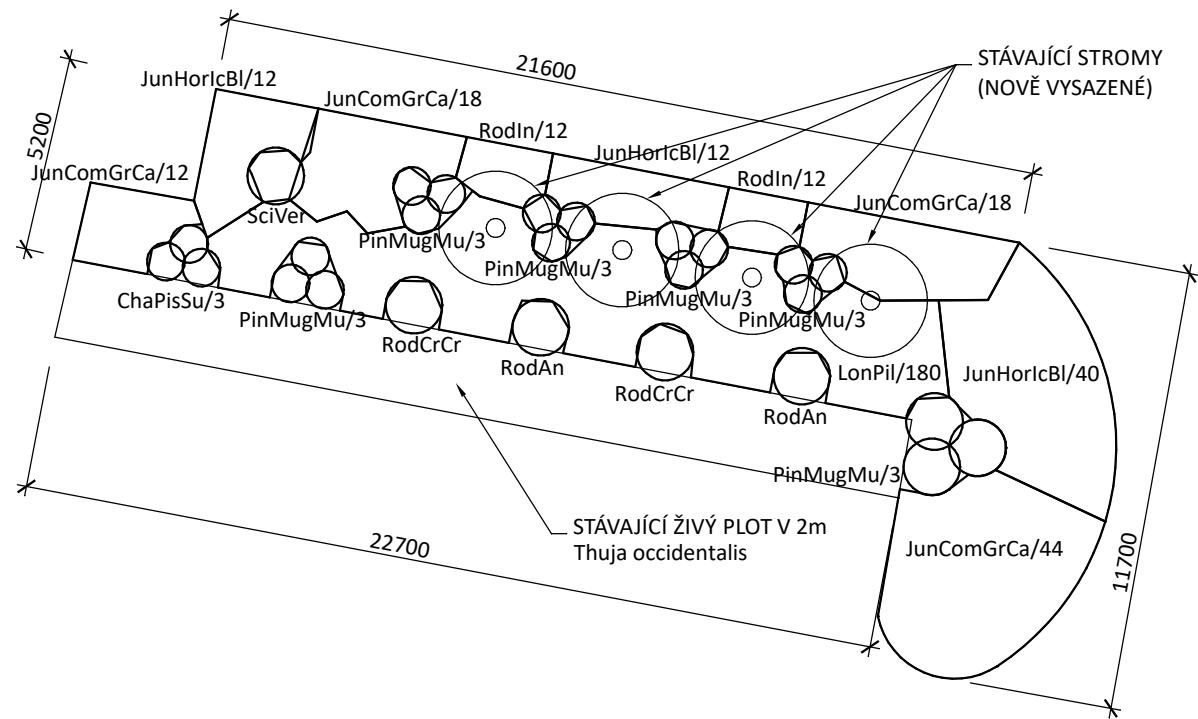 21600
STÁVAJÍCÍ STROMY
(NOVĚ VYSAZENÉ)
JunHorIcBl/12
JunComGrCa/18
RodIn/12
5200
JunHorIcBl/12
JunComGrCa/12
RodIn/12
JunComGrCa/18
SciVer
PinMugMu/3
PinMugMu/3
PinMugMu/3
ChaPisSu/3
PinMugMu/3
PinMugMu/3
RodCrCr
RodAn
LonPil/180
JunHorIcBl/40
RodCrCr
RodAn
PinMugMu/3
STÁVAJÍCÍ ŽIVÝ PLOT V 2m
Thuja occidentalis
22700
JunComGrCa/44
11700